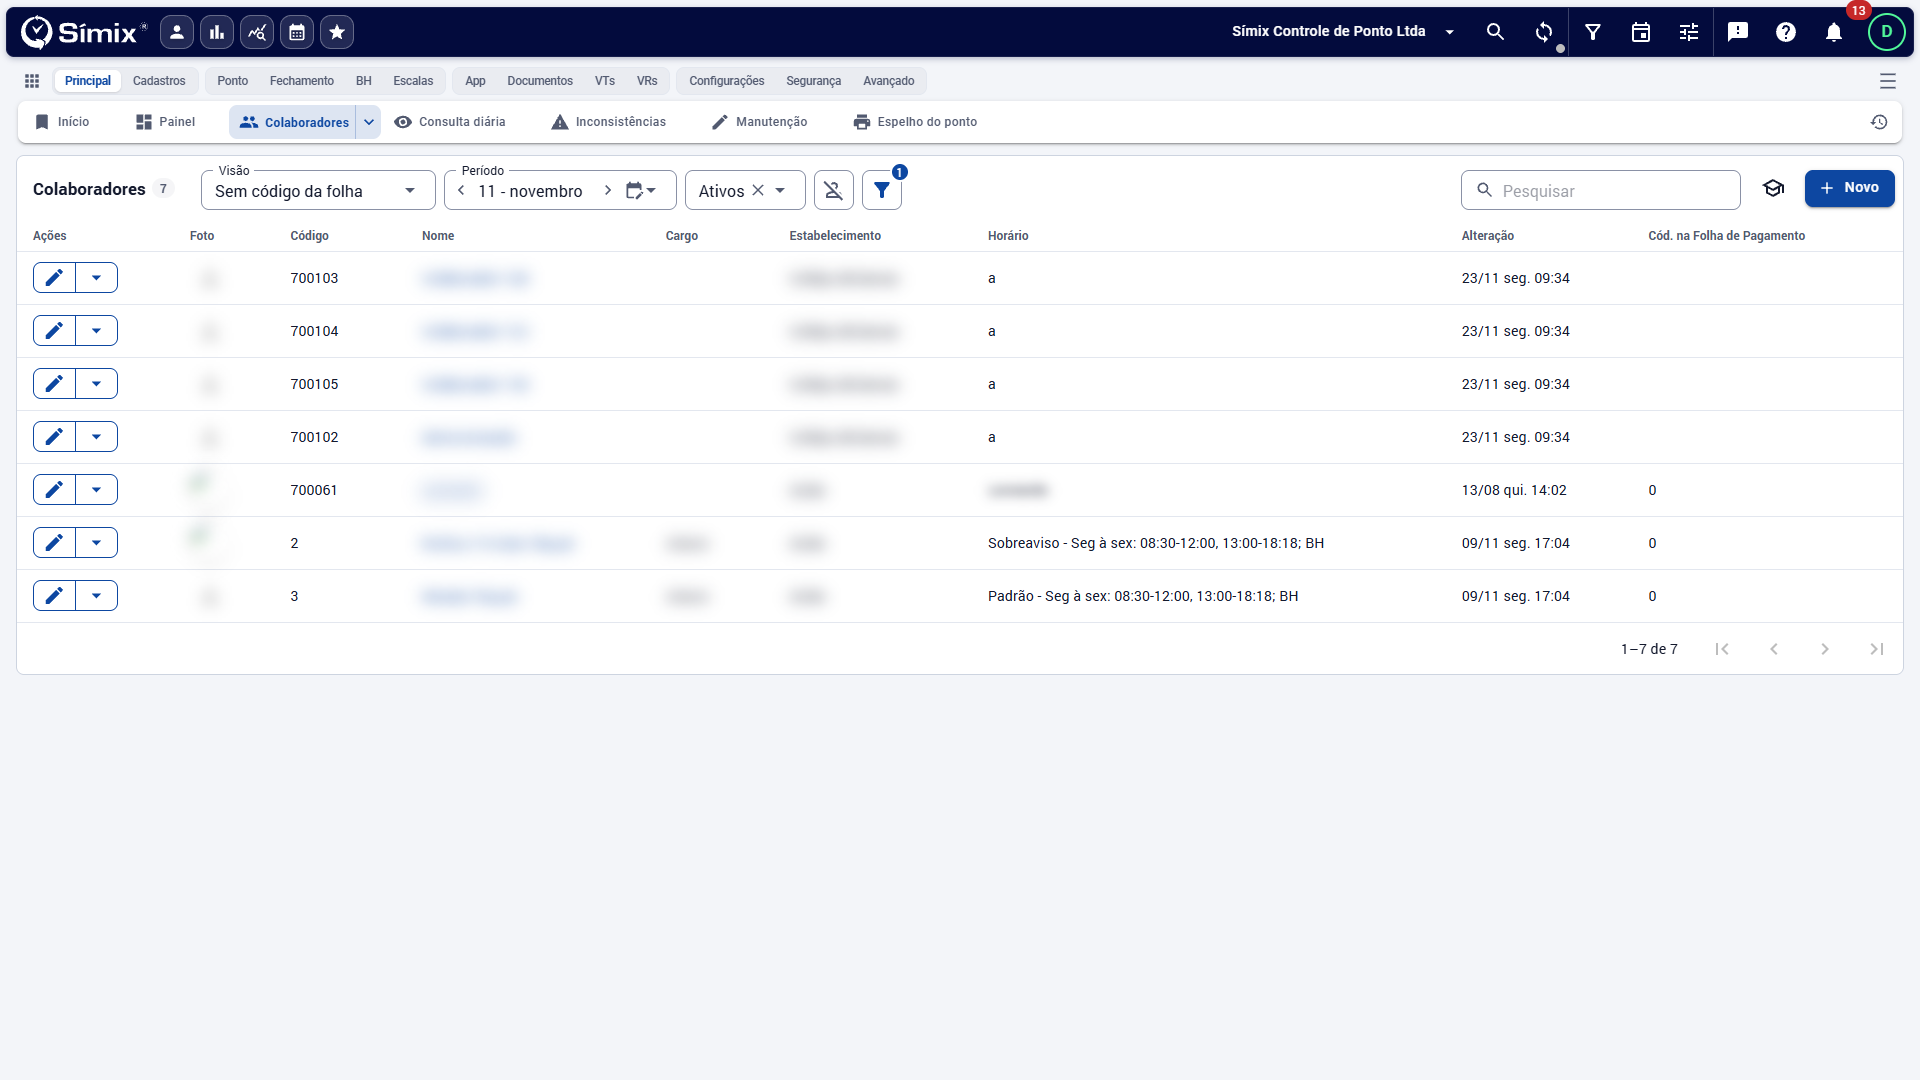 Símix®
Símix Controle de Ponto Ltda
13
D
Principal Cadastros Ponto Fechamento BH Escalas App Documentos VTs VRs Configurações Segurança Avançado
Início Painel Colaboradores Consulta diária Inconsistências Manutenção Espelho do ponto
Colaboradores 7
Visão
Sem código da folha
Período
11 - novembro
Ativos
1
Pesquisar
+ Novo
Ações Foto Código Nome Cargo Estabelecimento Horário Alteração Cód. na Folha de Pagamento
700103 a 23/11 seg. 09:34
700104 a 23/11 seg. 09:34
700105 a 23/11 seg. 09:34
700102 a 23/11 seg. 09:34
700061 13/08 qui. 14:02 0
2 Sobreaviso - Seg à sex: 08:30-12:00, 13:00-18:18; BH 09/11 seg. 17:04 0
3 Padrão - Seg à sex: 08:30-12:00, 13:00-18:18; BH 09/11 seg. 17:04 0
1–7 de 7